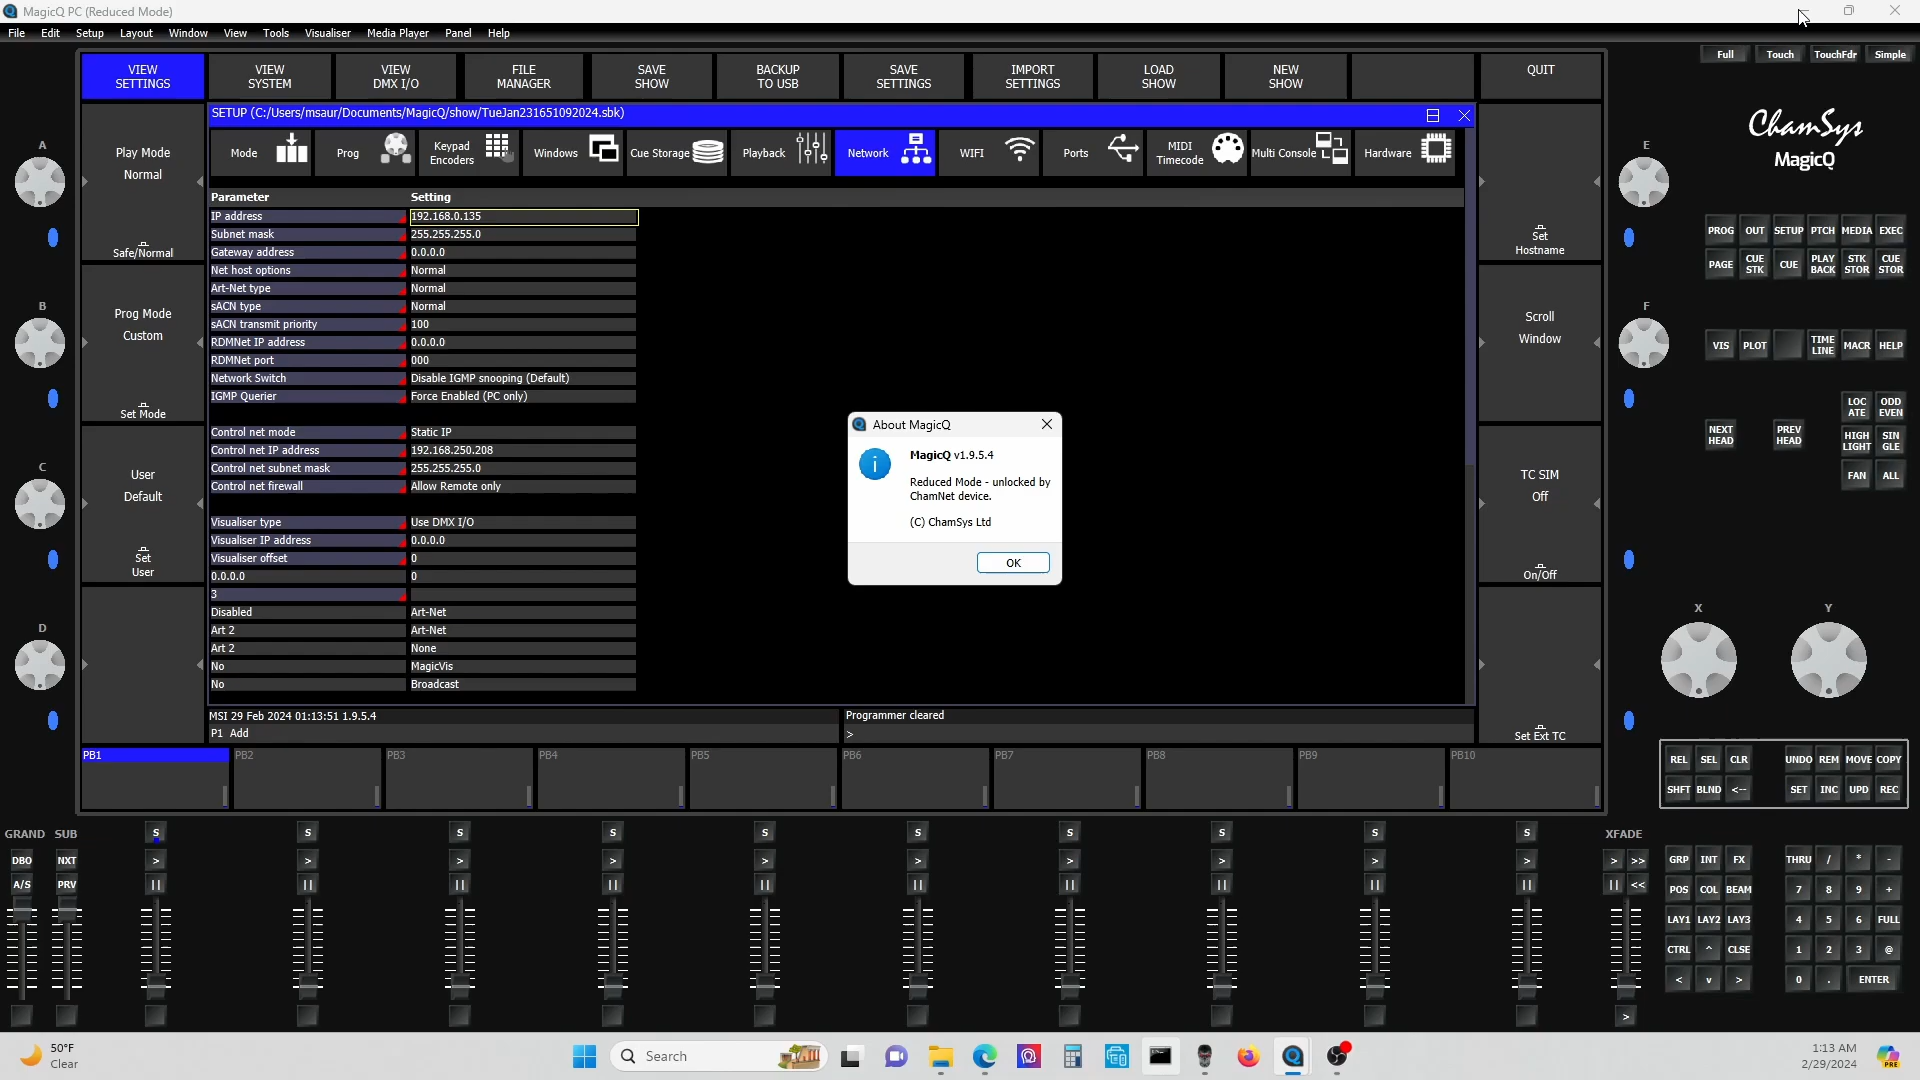 MagicQ PC (Reduced Mode)
File Edit Setup Layout Window View Tools Visualiser Media Player Panel Help
Full Touch TouchFdr Simple
VIEW SETTINGS
VIEW SYSTEM
VIEW DMX I/O
FILE MANAGER
SAVE SHOW
BACKUP TO USB
SAVE SETTINGS
IMPORT SETTINGS
LOAD SHOW
NEW SHOW
QUIT
SETUP (C:/Users/msaur/Documents/MagicQ/show/TueJan231651092024.sbk)
Mode
Prog
Keypad Encoders
Windows
Cue Storage
Playback
Network
WIFI
Ports
MIDI Timecode
Multi Console
Hardware
Parameter Setting
IP address 192.168.0.135
Subnet mask 255.255.255.0
Gateway address 0.0.0.0
Net host options Normal
Art-Net type Normal
sACN type Normal
sACN transmit priority 100
RDMNet IP address 0.0.0.0
RDMNet port 000
Network Switch Disable IGMP snooping (Default)
IGMP Querier Force Enabled (PC only)
Control net mode Static IP
Control net IP address 192.168.250.208
Control net subnet mask 255.255.255.0
Control net firewall Allow Remote only
Visualiser type Use DMX I/O
Visualiser IP address 0.0.0.0
Visualiser offset 0
0.0.0.0 0
3
Disabled Art-Net
Art 2 Art-Net
Art 2 None
No MagicVis
No Broadcast
MSI 29 Feb 2024 01:13:51 1.9.5.4
Programmer cleared
P1 Add
>
About MagicQ
MagicQ v1.9.5.4
Reduced Mode - unlocked by
ChamNet device.
(C) ChamSys Ltd
OK
A
Play Mode
Normal
Safe/Normal
B
Prog Mode
Custom
Set Mode
C
User
Default
Set
User
D
E
Set
Hostname
F
Scroll
Window
TC SIM
Off
On/Off
Set Ext TC
ChamSys
MagicQ
PROG OUT SETUP PTCH MEDIA EXEC
PAGE CUE STK CUE PLAY BACK STK STOR CUE STOR
VIS PLOT TIME LINE MACR HELP
LOC ATE ODD EVEN
NEXT HEAD PREV HEAD HIGH LIGHT SIN GLE
FAN ALL
X Y
PB1 PB2 PB3 PB4 PB5 PB6 PB7 PB8 PB9 PB10
REL SEL CLR UNDO REM MOVE COPY
SHFT BLND <-- SET INC UPD REC
GRAND SUB
XFADE
S S S S S S S S S S
DBO NXT > > > > > > > > > > > >>
A/S PRV || || || || || || || || || || || <<
GRP INT FX THRU / * -
POS COL BEAM 7 8 9 +
LAY1 LAY2 LAY3 4 5 6 FULL
CTRL ^ CLSE 1 2 3 @
< v > 0 . ENTER
>
50°F
Clear
Search
PRE
1:13 AM
2/29/2024